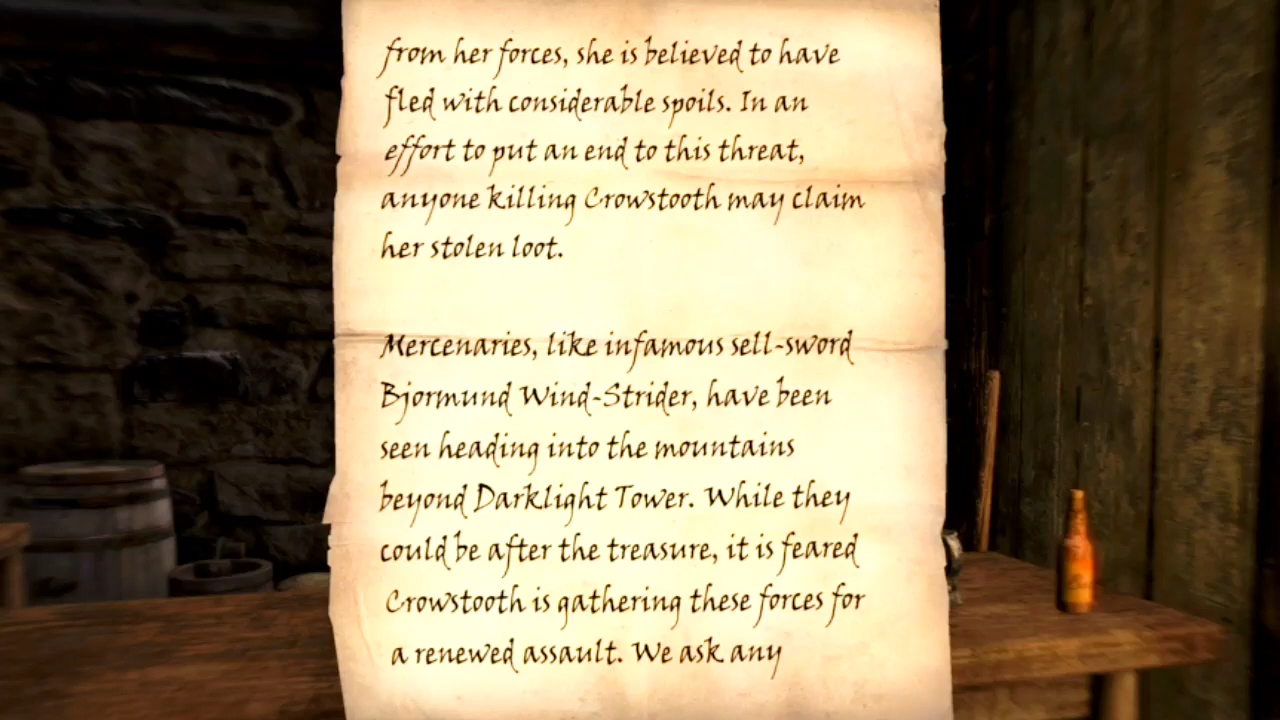 from her forces, she is believed to have
fled with considerable spoils. In an
effort to put an end to this threat,
anyone killing Crowstooth may claim
her stolen loot.
Mercenaries, like infamous sell-sword
Bjormund Wind-Strider, have been
seen heading into the mountains
beyond Darklight Tower. While they
could be after the treasure, it is feared
Crowstooth is gathering these forces for
a renewed assault. We ask any